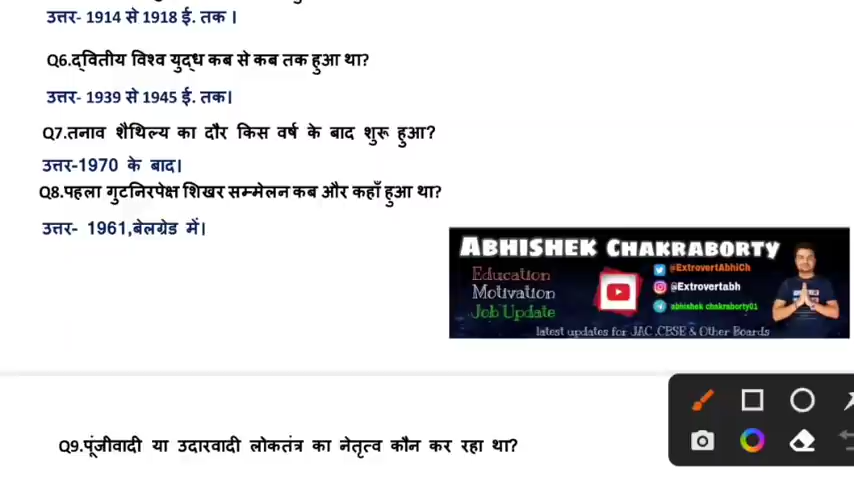 उत्तर- 1914 से 1918 ई. तक ।
Q6.द्वितीय विश्व युद्ध कब से कब तक हुआ था?
उत्तर- 1939 से 1945 ई. तक।
Q7.तनाव शैथिल्य का दौर किस वर्ष के बाद शुरू हुआ?
उत्तर-1970 के बाद।
Q8.पहला गुटनिरपेक्ष शिखर सम्मेलन कब और कहाँ हुआ था?
उत्तर- 1961,बेलग्रेड में।
ABHISHEK CHAKRABORTY
Education
Motivation
Job Update
@ExtrovertAbhiCh
@Extrovertabh
abhishek chakraborty01
latest updates for JAC ,CBSE & Other Boards
Q9.पूंजीवादी या उदारवादी लोकतंत्र का नेतृत्व कौन कर रहा था?